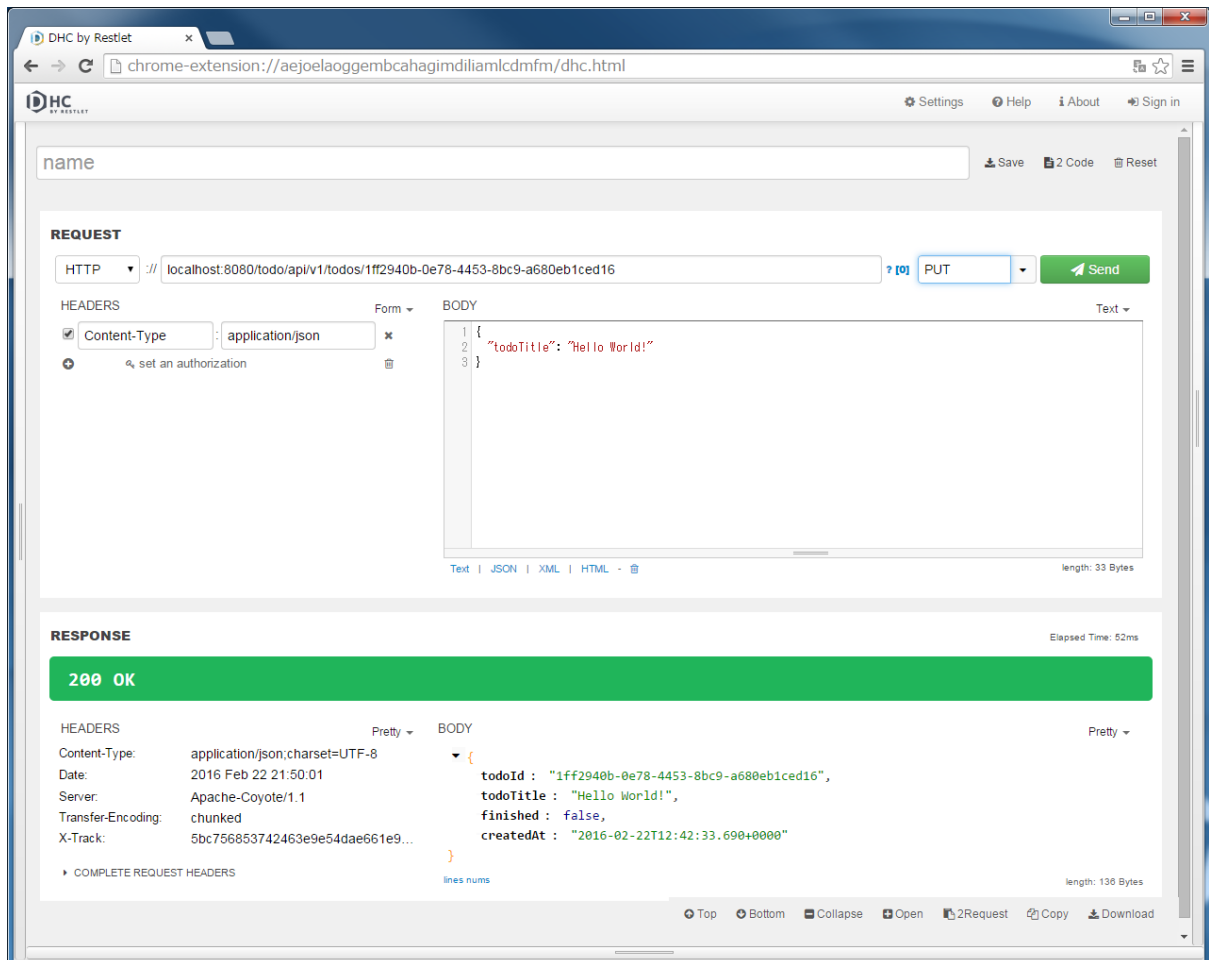 DHC by Restlet
chrome-extension://aejoelaoggembcahagimdiliamlcdmfm/dhc.html
DHC BY RESTLET Settings Help About Sign in
name Save 2 Code Reset
REQUEST
HTTP :// localhost:8080/todo/api/v1/todos/1ff2940b-0e78-4453-8bc9-a680eb1ced16 ? [0] PUT Send
HEADERS Form BODY Text
Content-Type : application/json
set an authorization
1 {
2 "todoTitle": "Hello World!"
3 }
Text | JSON | XML | HTML - length: 33 Bytes
RESPONSE Elapsed Time: 52ms
200 OK
HEADERS Pretty BODY Pretty
Content-Type: application/json;charset=UTF-8
Date: 2016 Feb 22 21:50:01
Server: Apache-Coyote/1.1
Transfer-Encoding: chunked
X-Track: 5bc756853742463e9e54dae661e9...
COMPLETE REQUEST HEADERS
{
todoId : "1ff2940b-0e78-4453-8bc9-a680eb1ced16",
todoTitle : "Hello World!",
finished : false,
createdAt : "2016-02-22T12:42:33.690+0000"
}
lines nums length: 136 Bytes
Top Bottom Collapse Open 2Request Copy Download